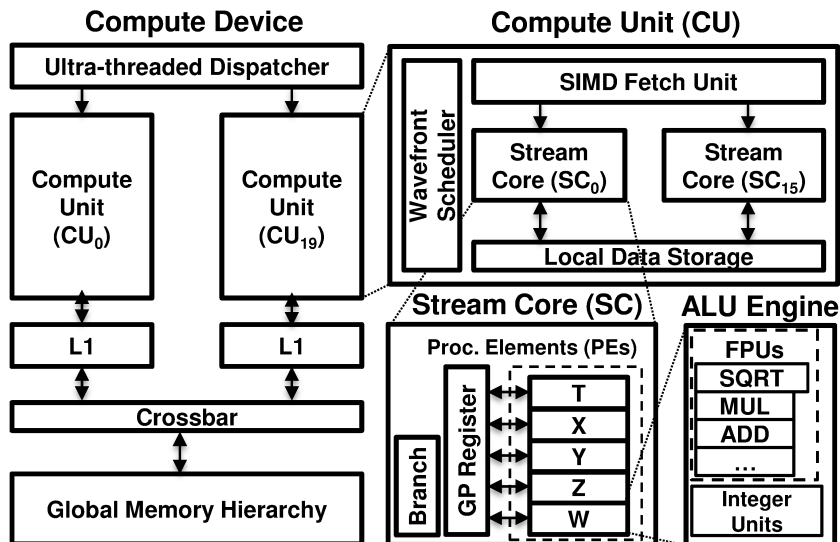 Compute Device
Ultra-threaded Dispatcher
Compute
Unit
(CU0)
Compute
Unit
(CU19)
L1
L1
Crossbar
Global Memory Hierarchy
Compute Unit (CU)
Wavefront
Scheduler
SIMD Fetch Unit
Stream
Core (SC0)
Stream
Core (SC15)
Local Data Storage
Stream Core (SC)
Proc. Elements (PEs)
Branch
GP Register
T
X
Y
Z
W
ALU Engine
FPUs
SQRT
MUL
ADD
...
Integer
Units